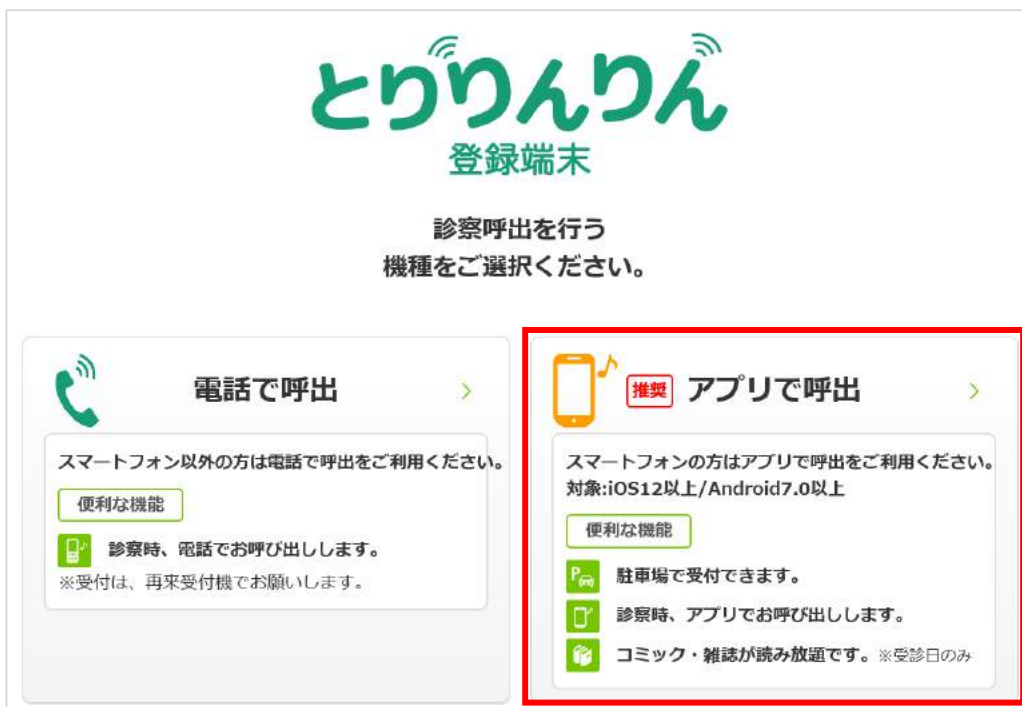 とりりんりん
登録端末
診察呼出を行う
機種をご選択ください。
電話で呼出
スマートフォン以外の方は電話で呼出をご利用ください。
便利な機能
診察時、電話でお呼び出しします。
※受付は、再来受付機でお願いします。
推奨 アプリで呼出
スマートフォンの方はアプリで呼出をご利用ください。
対象:iOS12以上/Android7.0以上
便利な機能
P 駐車場で受付できます。
診察時、アプリでお呼び出しします。
コミック・雑誌が読み放題です。※受診日のみ